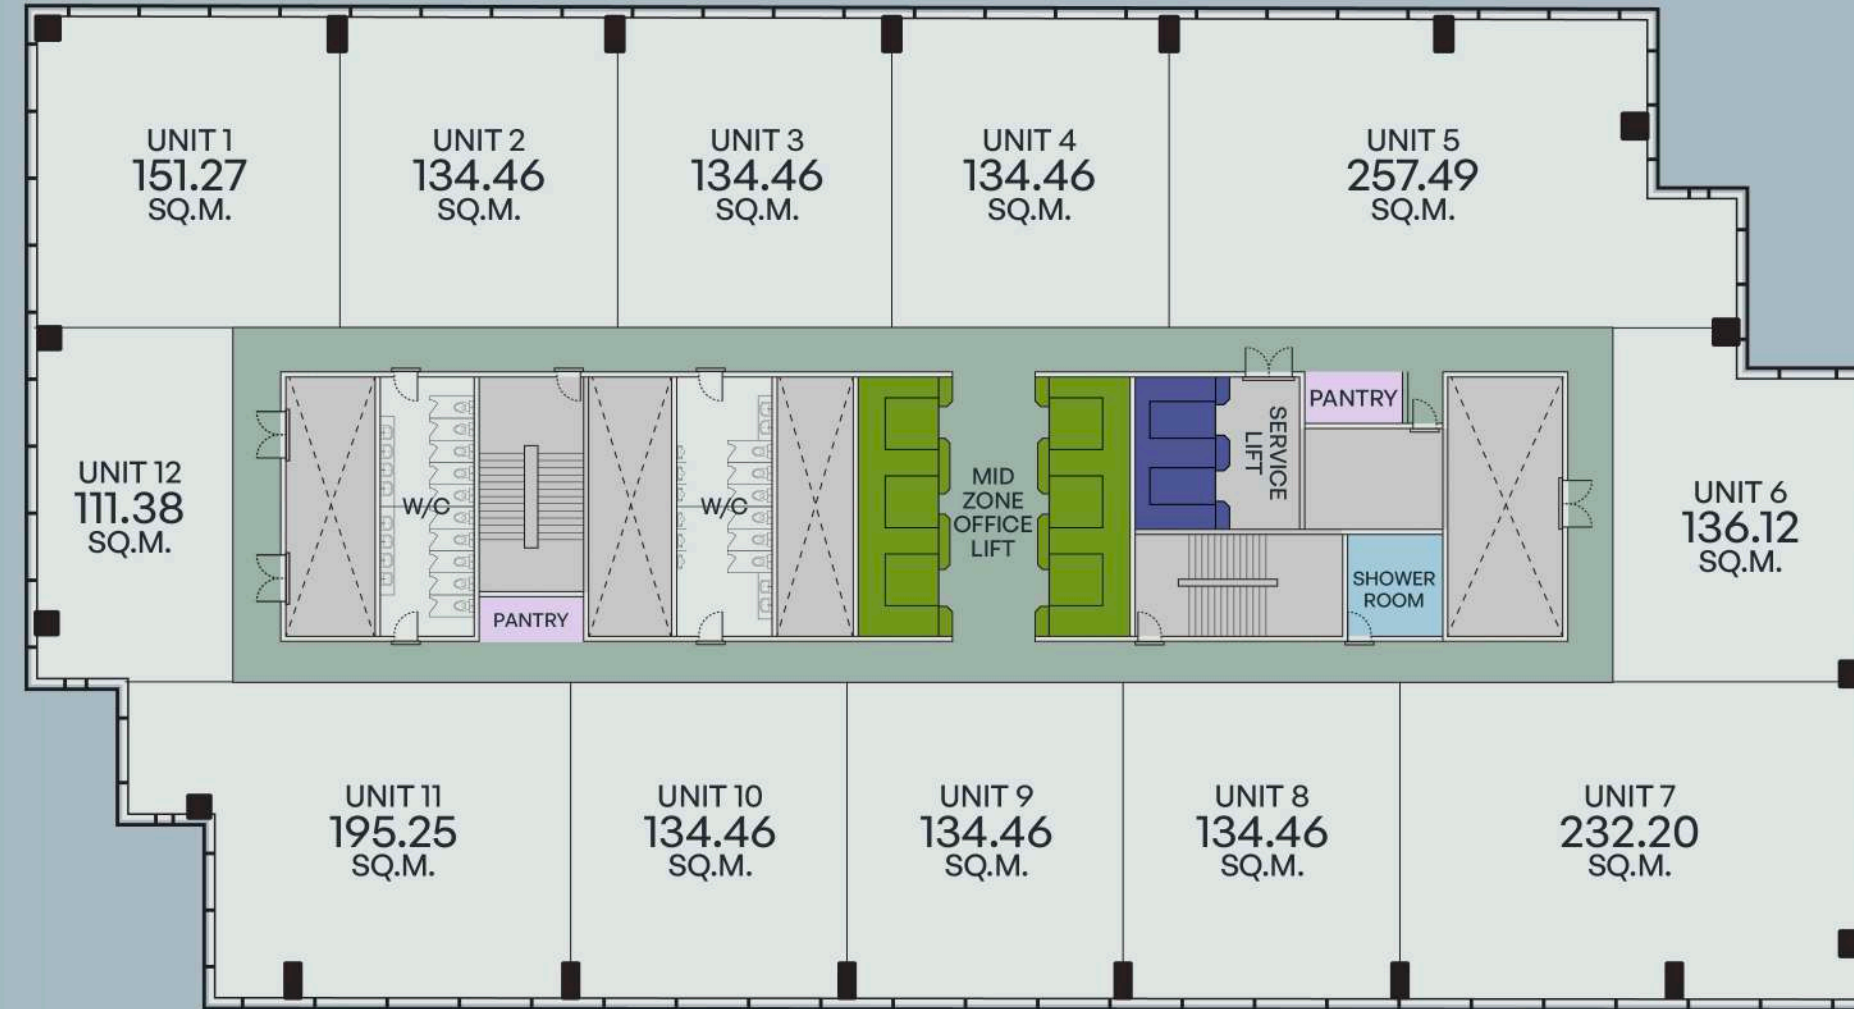 UNIT 1
151.27
SQ.M.
UNIT 2
134.46
SQ.M.
UNIT 3
134.46
SQ.M.
UNIT 4
134.46
SQ.M.
UNIT 5
257.49
SQ.M.
UNIT 12
111.38
SQ.M.
W/C
PANTRY
W/C
MID
ZONE
OFFICE
LIFT
SERVICE
LIFT
PANTRY
SHOWER
ROOM
UNIT 6
136.12
SQ.M.
UNIT 11
195.25
SQ.M.
UNIT 10
134.46
SQ.M.
UNIT 9
134.46
SQ.M.
UNIT 8
134.46
SQ.M.
UNIT 7
232.20
SQ.M.